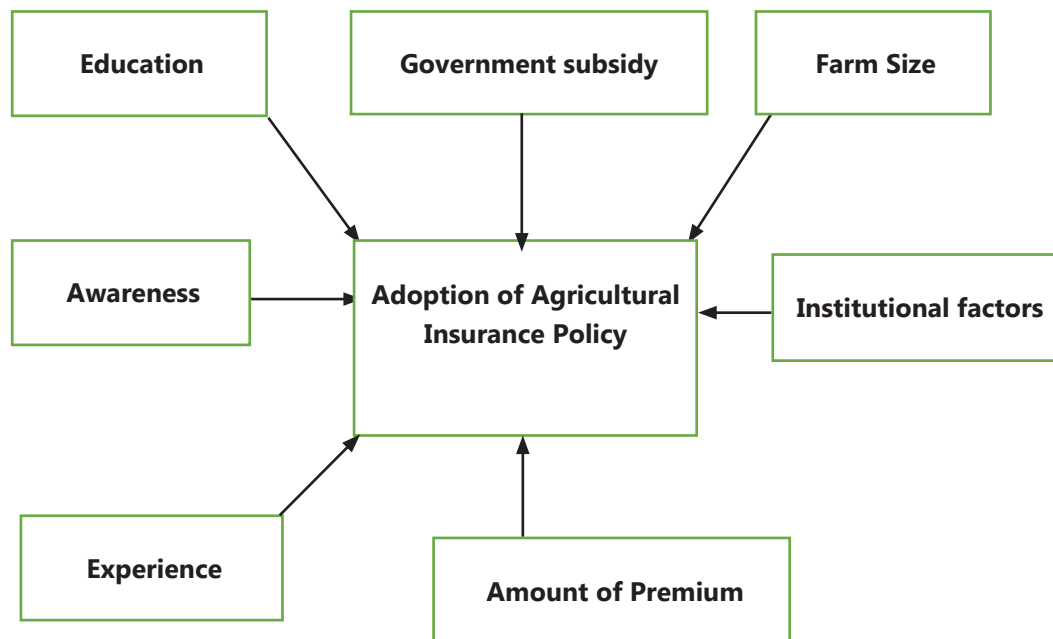 Education
Government subsidy
Farm Size
Awareness
Adoption of Agricultural
Insurance Policy
Institutional factors
Experience
Amount of Premium